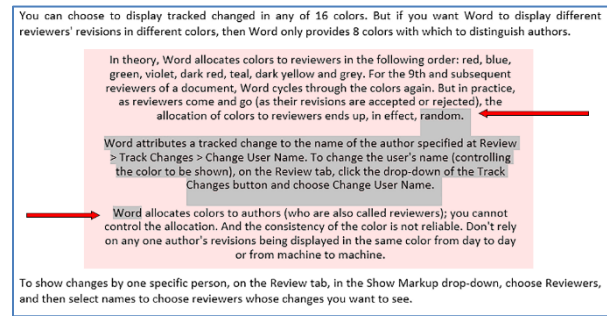 You can choose to display tracked changed in any of 16 colors. But if you want Word to display different
reviewers' revisions in different colors, then Word only provides 8 colors with which to distinguish authors.
In theory, Word allocates colors to reviewers in the following order: red, blue,
green, violet, dark red, teal, dark yellow and grey. For the 9th and subsequent
reviewers of a document, Word cycles through the colors again. But in practice,
as reviewers come and go (as their revisions are accepted or rejected), the
allocation of colors to reviewers ends up, in effect, random.
Word attributes a tracked change to the name of the author specified at Review
> Track Changes > Change User Name. To change the user's name (controlling
the color to be shown), on the Review tab, click the drop-down of the Track
Changes button and choose Change User Name.
Word allocates colors to authors (who are also called reviewers); you cannot
control the allocation. And the consistency of the color is not reliable. Don't rely
on any one author's revisions being displayed in the same color from day to day
or from machine to machine.
To show changes by one specific person, on the Review tab, in the Show Markup drop-down, choose Reviewers,
and then select names to choose reviewers whose changes you want to see.